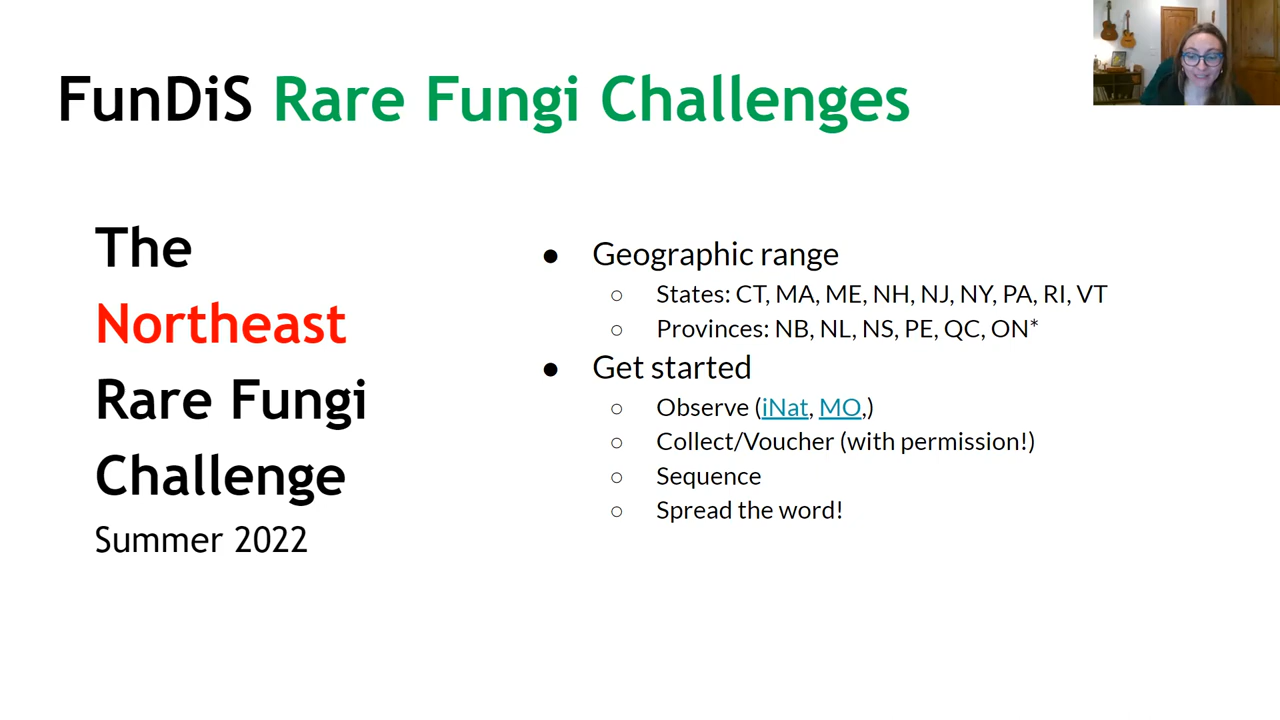 FunDiS Rare Fungi Challenges
The
Northeast
Rare Fungi
Challenge
Summer 2022
● Geographic range
○ States: CT, MA, ME, NH, NJ, NY, PA, RI, VT
○ Provinces: NB, NL, NS, PE, QC, ON*
● Get started
○ Observe (iNat, MO,)
○ Collect/Voucher (with permission!)
○ Sequence
○ Spread the word!